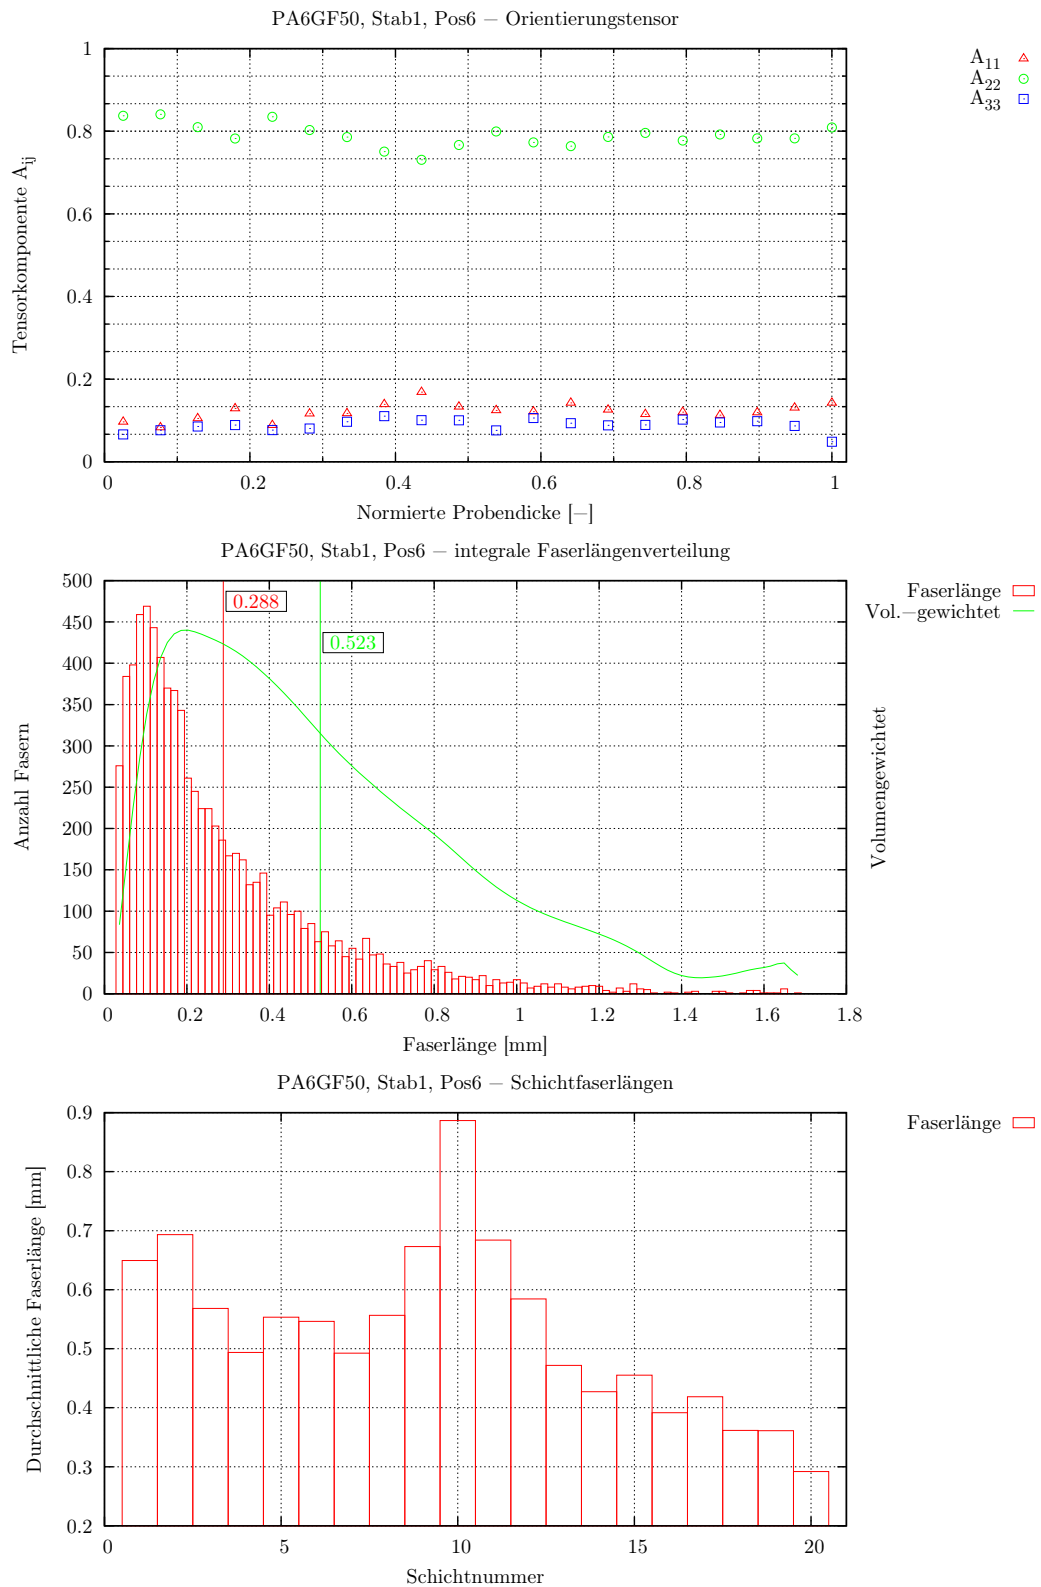 PA6GF50, Stab1, Pos6 − Orientierungstensor
A11
A22
A33
1
0.8
0.6
0.4
0.2
0
Tensorkomponente Aij
0 0.2 0.4 0.6 0.8 1
Normierte Probendicke [−]
PA6GF50, Stab1, Pos6 − integrale Faserlängenverteilung
Faserlänge
Vol.−gewichtet
500
450
400
350
300
250
200
150
100
50
0
0.288
0.523
Anzahl Fasern
Volumengewichtet
0 0.2 0.4 0.6 0.8 1.0 1.2 1.4 1.6 1.8
Faserlänge [mm]
PA6GF50, Stab1, Pos6 − Schichtfaserlängen
Faserlänge
0.9
0.8
0.7
0.6
0.5
0.4
0.3
0.2
Durchschnittliche Faserlänge [mm]
0 5 10 15 20
Schichtnummer